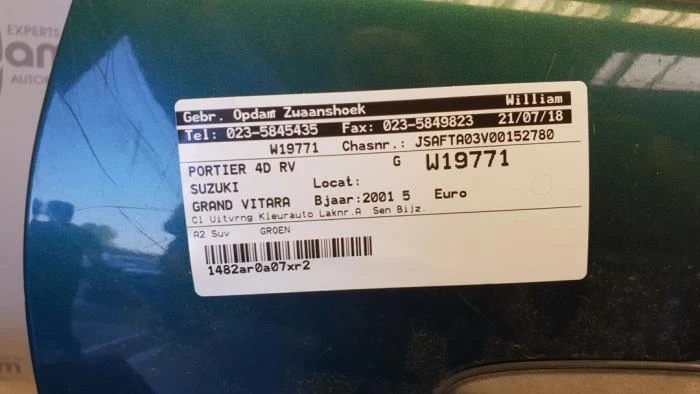 EXPERTS
AUTOM
Gebr. Opdam Zwaanshoek William
Tel: 023-5845435 Fax: 023-5849823 21/07/18
W19771 Chasnr.: JSAFTA03V00152780
PORTIER 4D RV G W19771
SUZUKI Locat:
GRAND VITARA Bjaar:2001 5 Euro
Cl Uitvrng Kleurauto Laknr.A Sen Bijz.
A2 Suv GROEN
1482ar0a07xr2